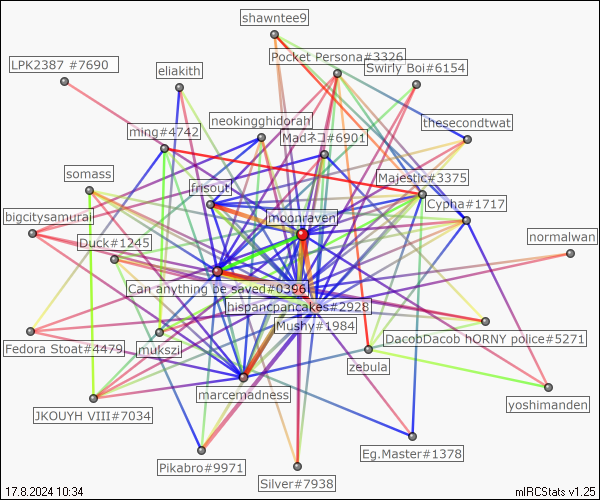 shawntee9
Pocket Persona#3326
LPK2387 #7690
eliakith
Swirly Boi#6154
neokingghidorah
thesecondtwat
ming#4742
Madネコ#6901
somass
Majestic#3375
frisout
Cypha#1717
bigcitysamurai
moonraven
Duck#1245
normalwan
Can anything be saved#0396
hispancpancakes#2928
Mushy#1984
Fedora Stoat#4479
mukszi
DacobDacob hORNY police#5271
zebula
marcemadness
yoshimanden
JKOUYH VIII#7034
Eg.Master#1378
Pikabro#9971
Silver#7938
17.8.2024 10:34
mIRCStats v1.25